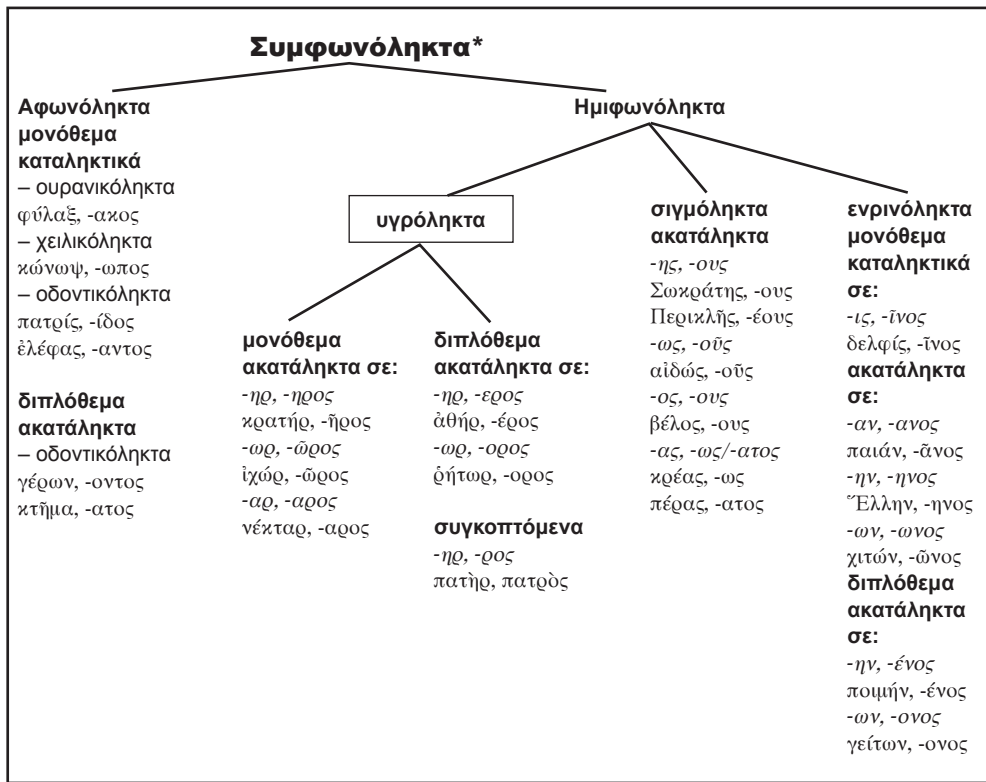 Συμφωνόληκτα*
Αφωνόληκτα
μονόθεμα
καταληκτικά
– ουρανικόληκτα
φύλαξ, -ακος
– χειλικόληκτα
κώνωψ, -ωπος
– οδοντικόληκτα
πατρίς, -ίδος
ἐλέφας, -αντος
διπλόθεμα
ακατάληκτα
– οδοντικόληκτα
γέρων, -οντος
κτῆμα, -ατος
Ημιφωνόληκτα
υγρόληκτα
μονόθεμα
ακατάληκτα σε:
-ηρ, -ηρος
κρατήρ, -ῆρος
-ωρ, -ῶρος
ἰχώρ, -ῶρος
-αρ, -αρος
νέκταρ, -αρος
διπλόθεμα
ακατάληκτα σε:
-ηρ, -ερος
ἀθήρ, -έρος
-ωρ, -ορος
ῥήτωρ, -ορος
συγκοπτόμενα
-ηρ, -ρος
πατὴρ, πατρὸς
σιγμόληκτα
ακατάληκτα
-ης, -ους
Σωκράτης, -ους
Περικλῆς, -έους
-ως, -οῦς
αἰδώς, -οῦς
-ος, -ους
βέλος, -ους
-ας, -ως/-ατος
κρέας, -ως
πέρας, -ατος
ενρινόληκτα
μονόθεμα
καταληκτικά
σε:
-ις, -ῖνος
δελφίς, -ῖνος
ακατάληκτα
σε:
-αν, -ανος
παιάν, -ᾶνος
-ην, -ηνος
Ἕλλην, -ηνος
-ων, -ωνος
χιτών, -ῶνος
διπλόθεμα
ακατάληκτα
σε:
-ην, -ένος
ποιμήν, -ένος
-ων, -ονος
γείτων, -ονος